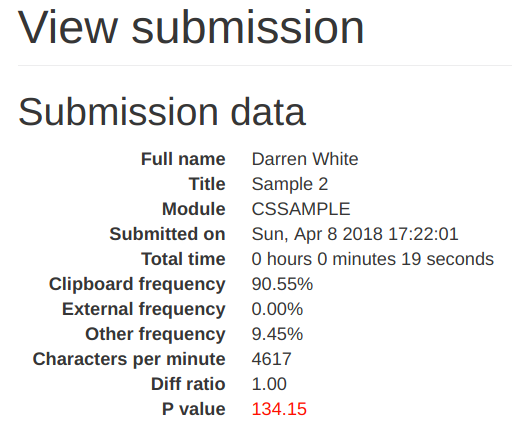 View submission
Submission data
Full name Darren White
Title Sample 2
Module CSSAMPLE
Submitted on Sun, Apr 8 2018 17:22:01
Total time 0 hours 0 minutes 19 seconds
Clipboard frequency 90.55%
External frequency 0.00%
Other frequency 9.45%
Characters per minute 4617
Diff ratio 1.00
P value 134.15